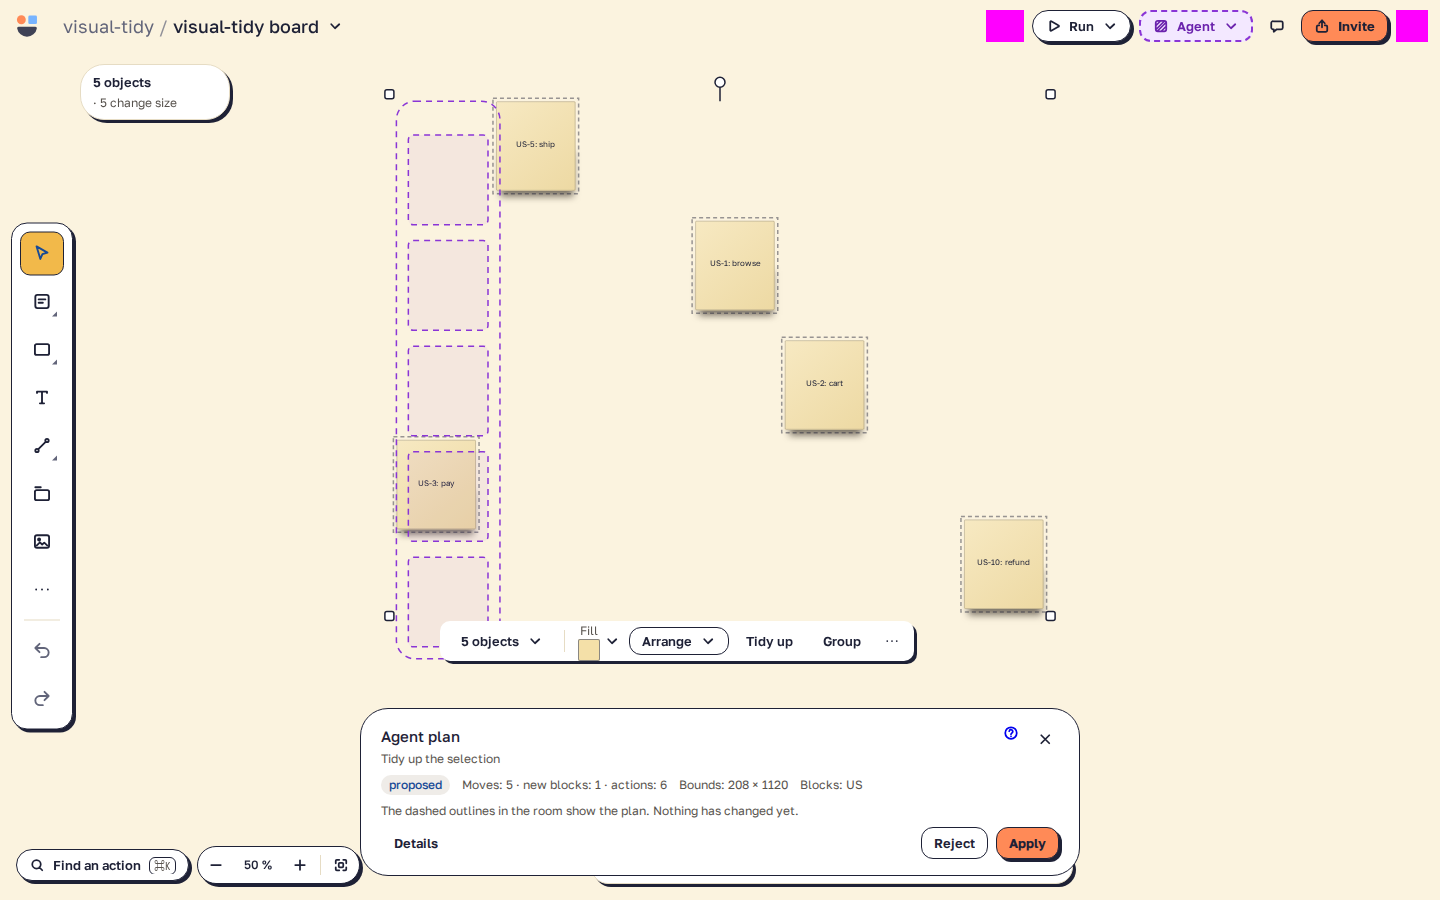 visual-tidy / visual-tidy board
Run
Agent
Invite
5 objects
· 5 change size
US-5: ship
US-1: browse
US-2: cart
US-3: pay
US-10: refund
5 objects
Fill
Arrange
Tidy up
Group
Agent plan
Tidy up the selection
proposed Moves: 5 · new blocks: 1 · actions: 6 Bounds: 208 × 1120 Blocks: US
The dashed outlines in the room show the plan. Nothing has changed yet.
Details
Reject
Apply
Find an action ⌘K
50 %